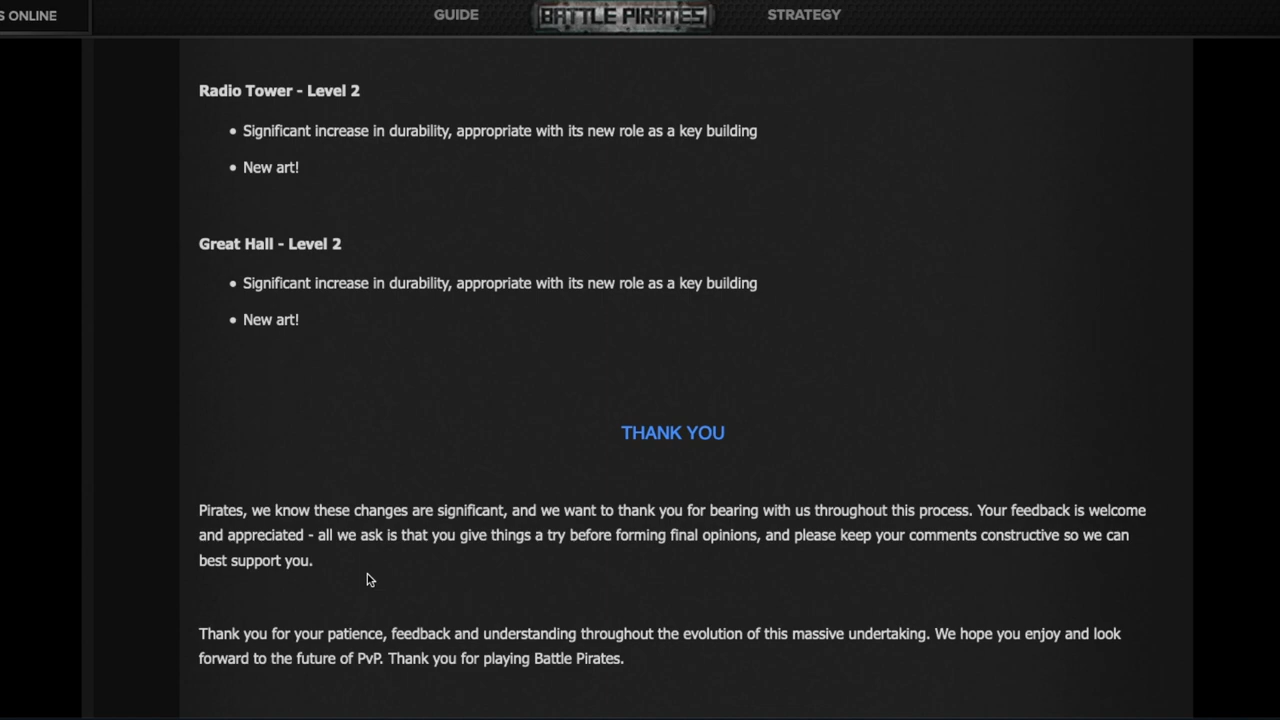 S ONLINE
GUIDE
BATTLE PIRATES
STRATEGY
Radio Tower - Level 2
• Significant increase in durability, appropriate with its new role as a key building
• New art!
Great Hall - Level 2
• Significant increase in durability, appropriate with its new role as a key building
• New art!
THANK YOU
Pirates, we know these changes are significant, and we want to thank you for bearing with us throughout this process. Your feedback is welcome
and appreciated - all we ask is that you give things a try before forming final opinions, and please keep your comments constructive so we can
best support you.
Thank you for your patience, feedback and understanding throughout the evolution of this massive undertaking. We hope you enjoy and look
forward to the future of PvP. Thank you for playing Battle Pirates.